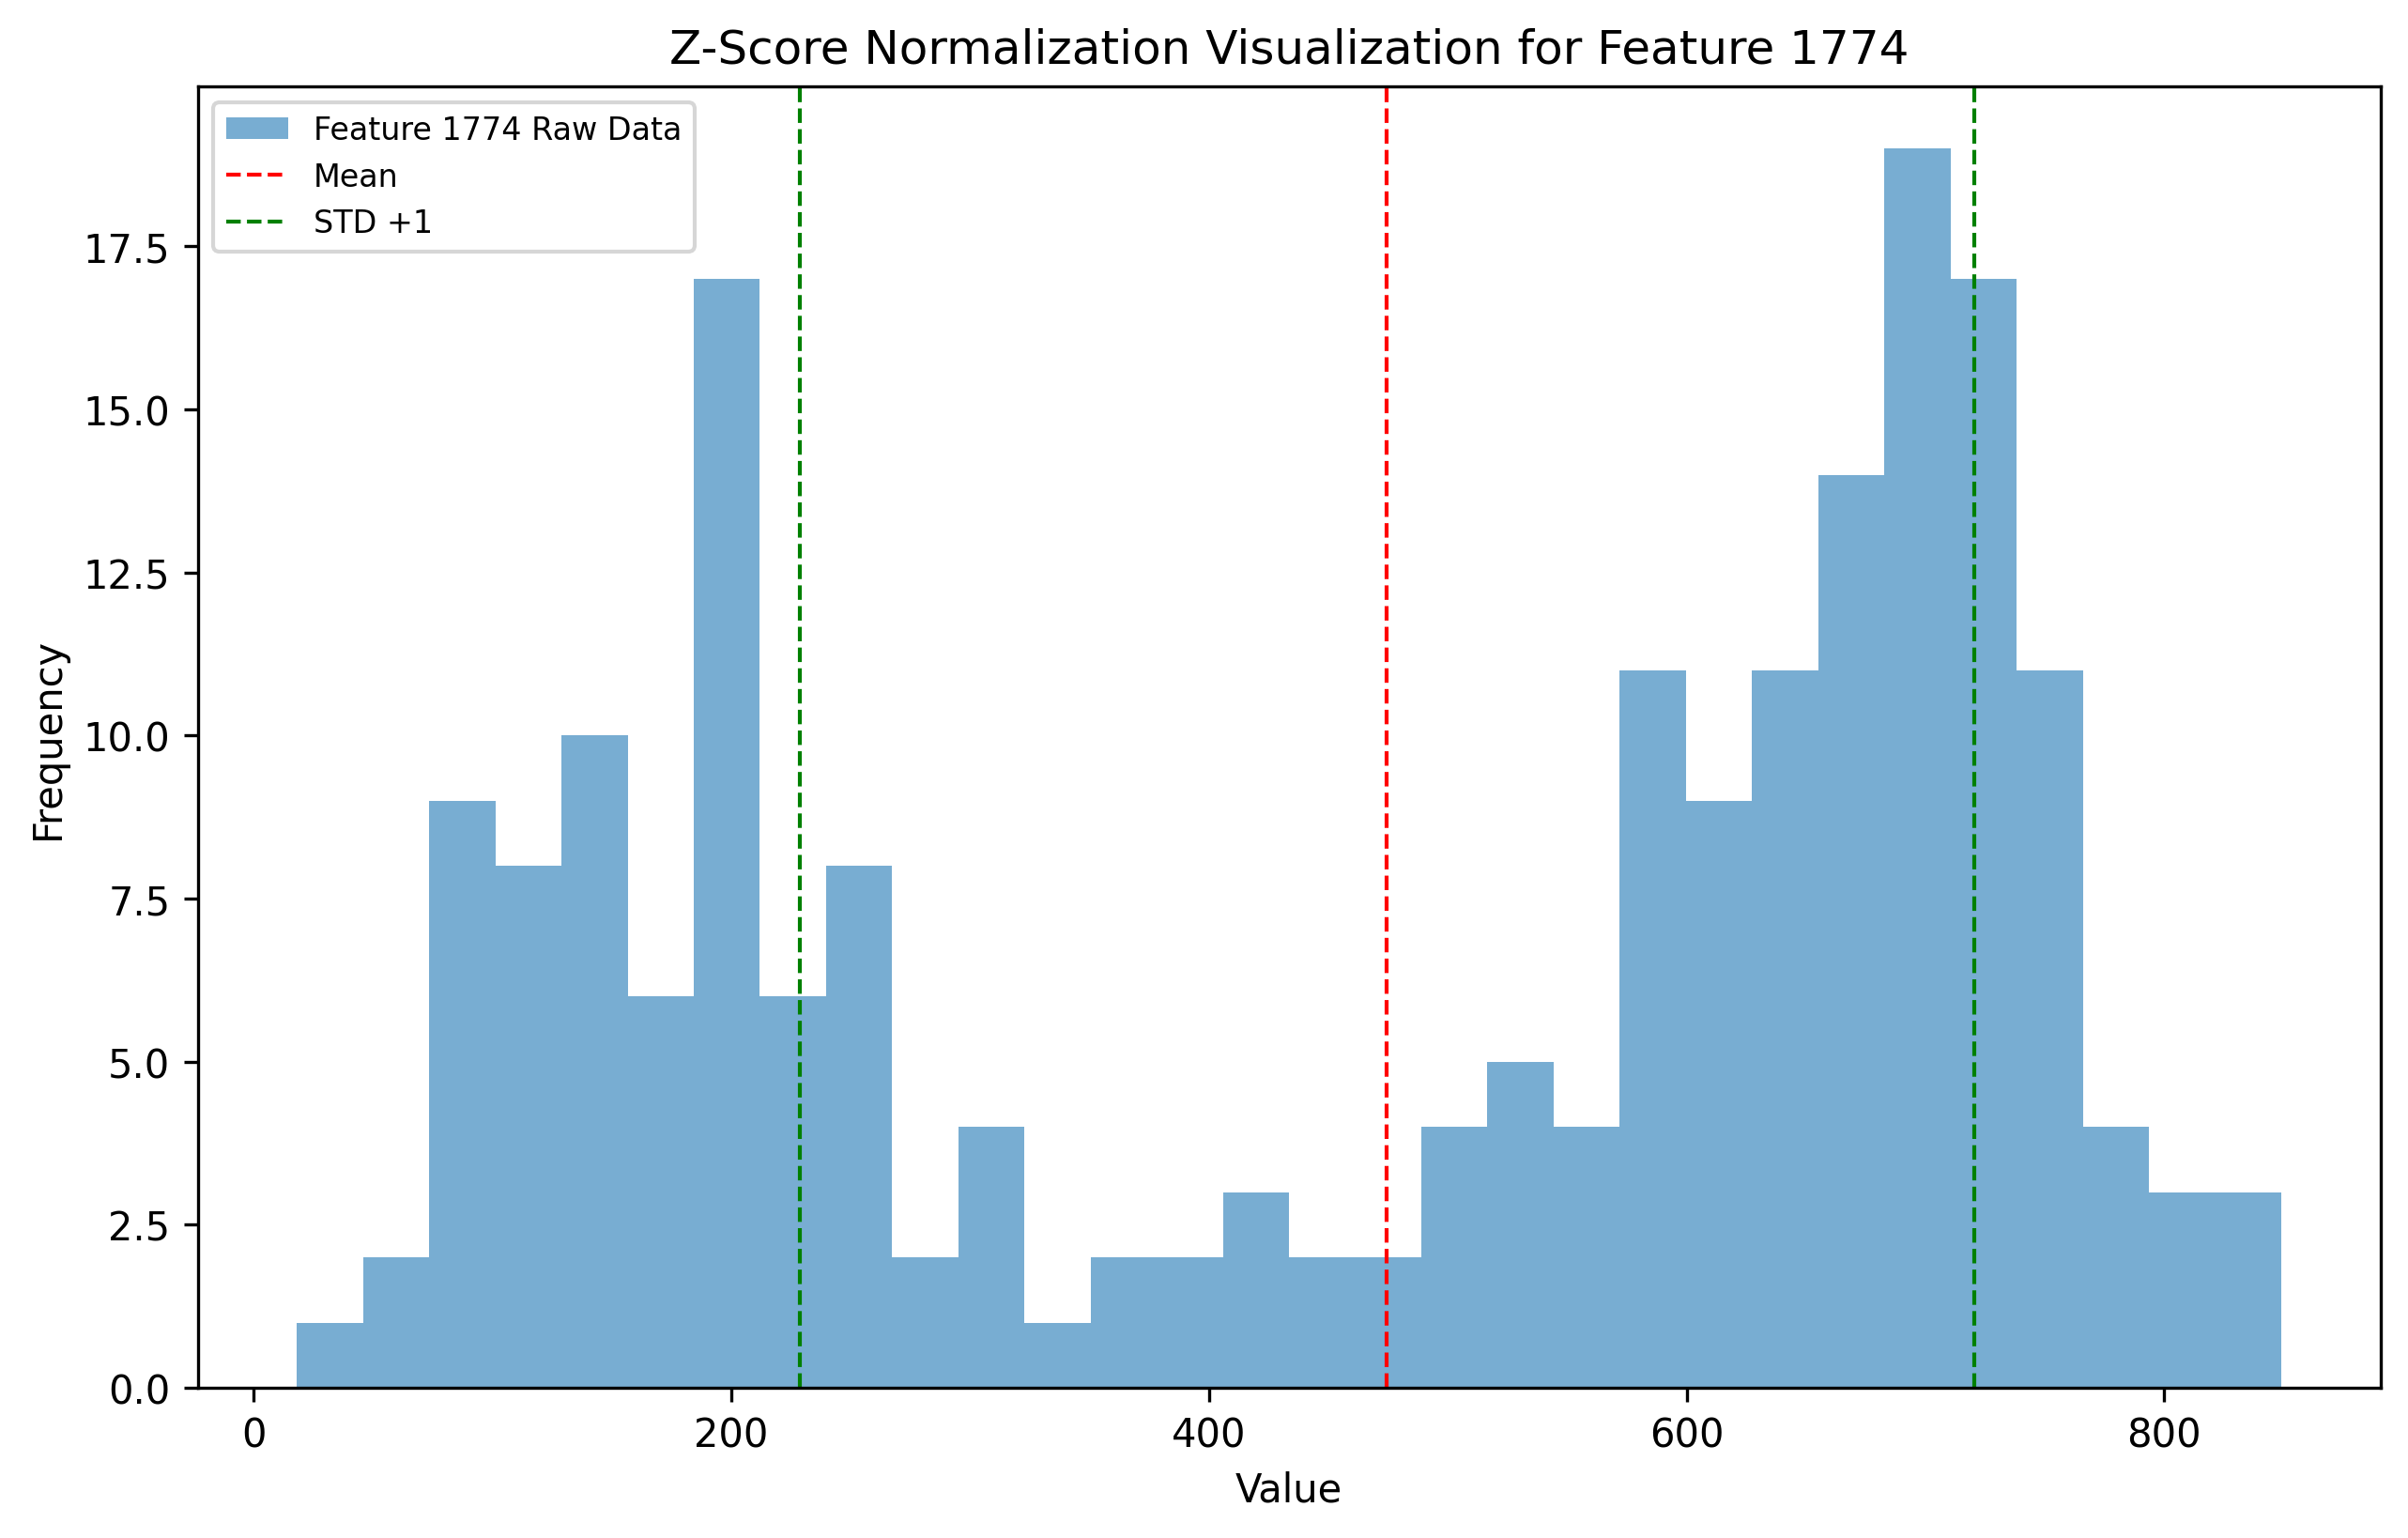 Z-Score Normalization Visualization for Feature 1774
Feature 1774 Raw Data
Mean
STD +1
17.5
15.0
12.5
10.0
7.5
5.0
2.5
0.0
Frequency
0 200 400 600 800
Value